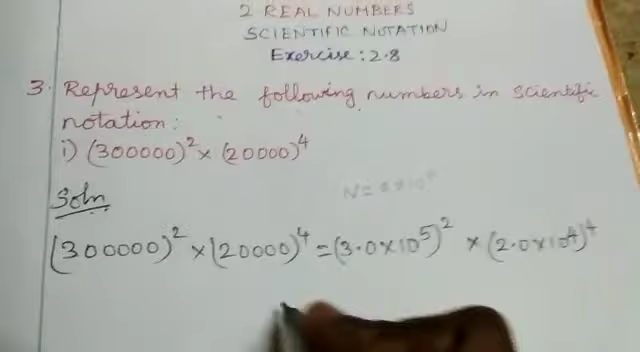 2 REAL NUMBERS
SCIENTIFIC NOTATION
Exercise : 2.8
3. Represent the following numbers in scientific
notation :
i) (300000)² × (20000)⁴
Soln
(300000)² × (20000)⁴ = (3.0×10⁵)² × (2.0×10⁴)⁴